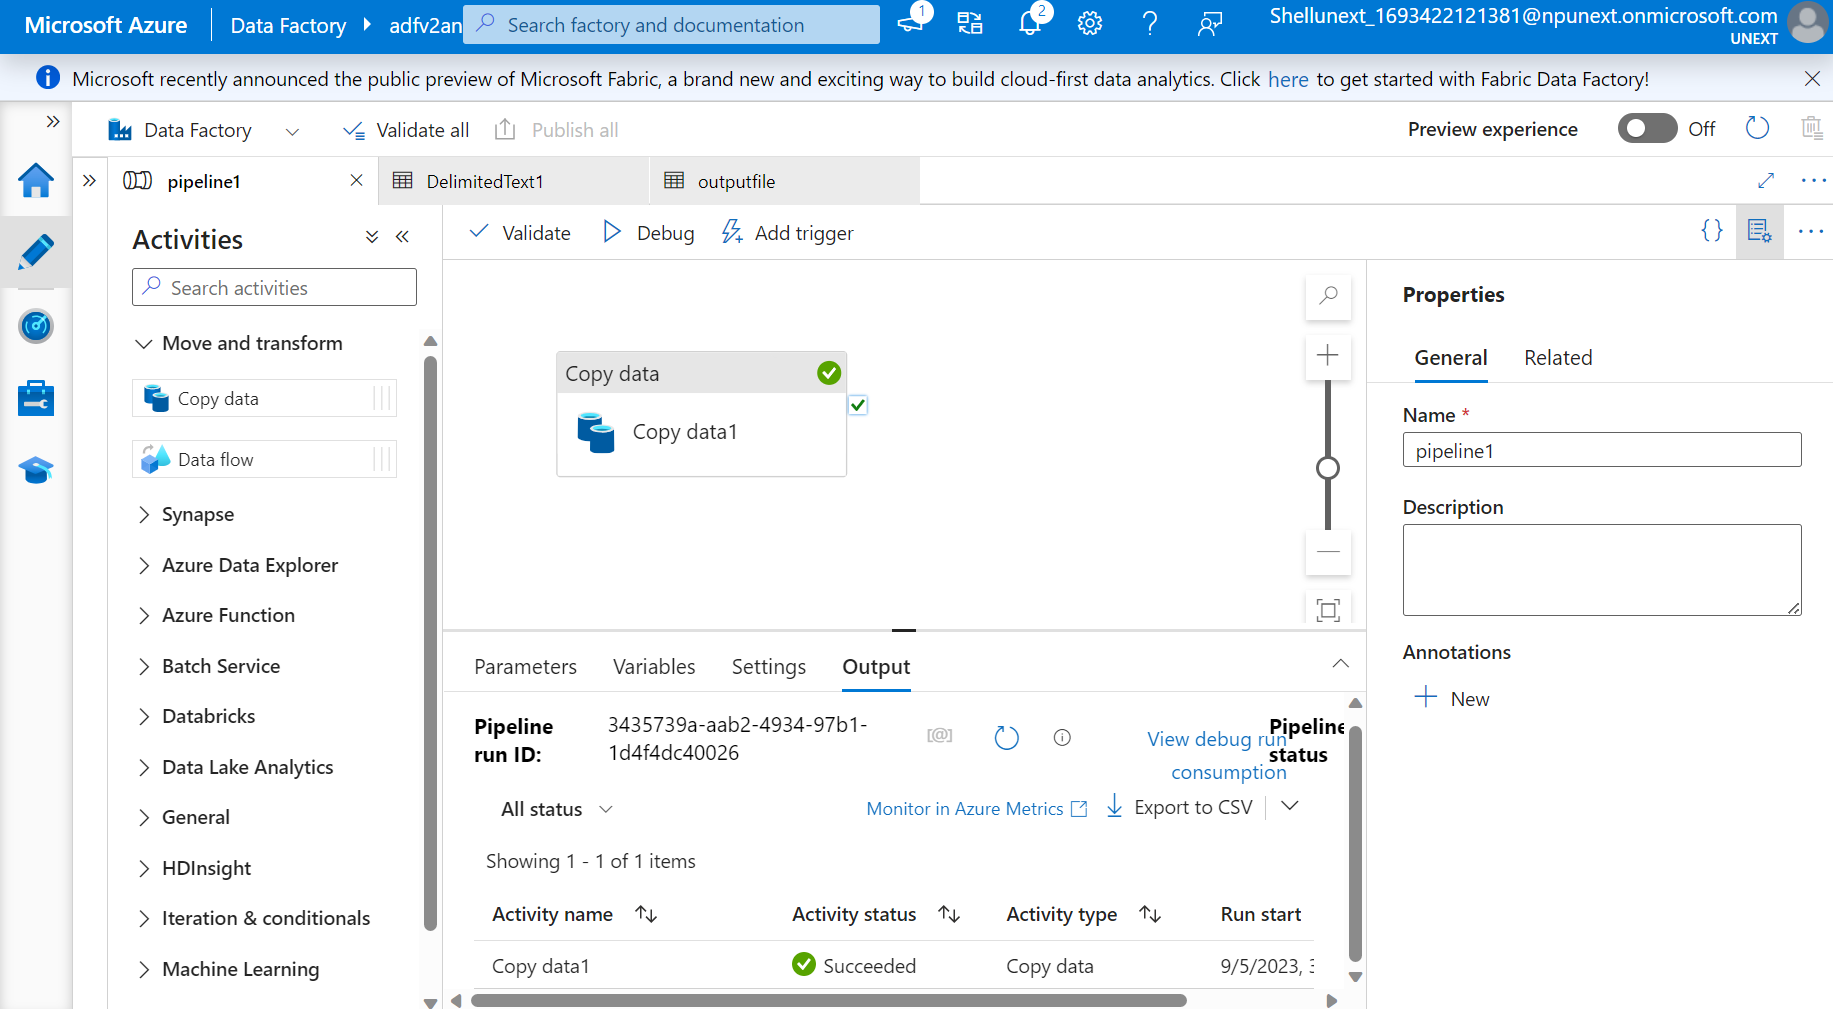 Microsoft Azure
Data Factory
adfv2an
Search factory and documentation
1
2
Shellunext_1693422121381@npunext.onmicrosoft.com
UNEXT
Microsoft recently announced the public preview of Microsoft Fabric, a brand new and exciting way to build cloud-first data analytics. Click here to get started with Fabric Data Factory!
Data Factory
Validate all
Publish all
Preview experience
Off
pipeline1
DelimitedText1
outputfile
Activities
Search activities
Move and transform
Copy data
Data flow
Synapse
Azure Data Explorer
Azure Function
Batch Service
Databricks
Data Lake Analytics
General
HDInsight
Iteration & conditionals
Machine Learning
Validate
Debug
Add trigger
{}
Copy data
Copy data1
Parameters
Variables
Settings
Output
Pipeline
run ID:
3435739a-aab2-4934-97b1-
1d4f4dc40026
[@]
View debug run
consumption
Pipeline
status
All status
Monitor in Azure Metrics
Export to CSV
Showing 1 - 1 of 1 items
Activity name
Activity status
Activity type
Run start
Copy data1
Succeeded
Copy data
9/5/2023,
Properties
General
Related
Name *
pipeline1
Description
Annotations
New